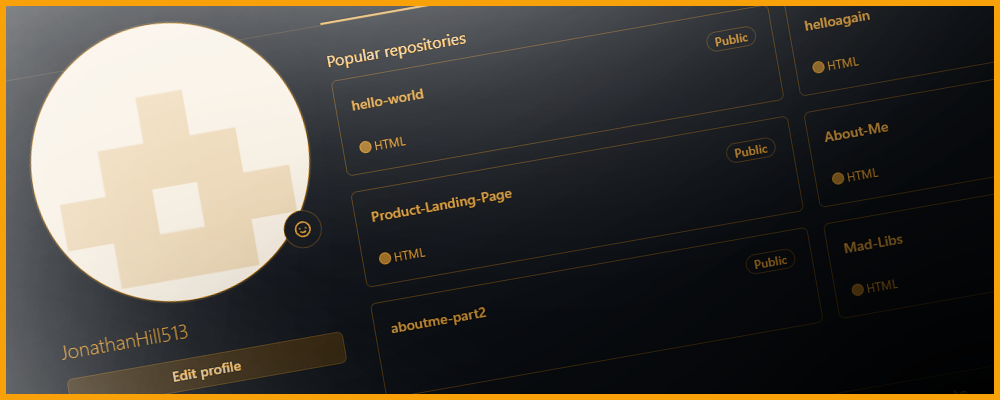 Popular repositories
hello-world
Public
HTML
helloagain
HTML
Product-Landing-Page
Public
HTML
About-Me
HTML
aboutme-part2
Public
Mad-Libs
HTML
JonathanHill513
Edit profile